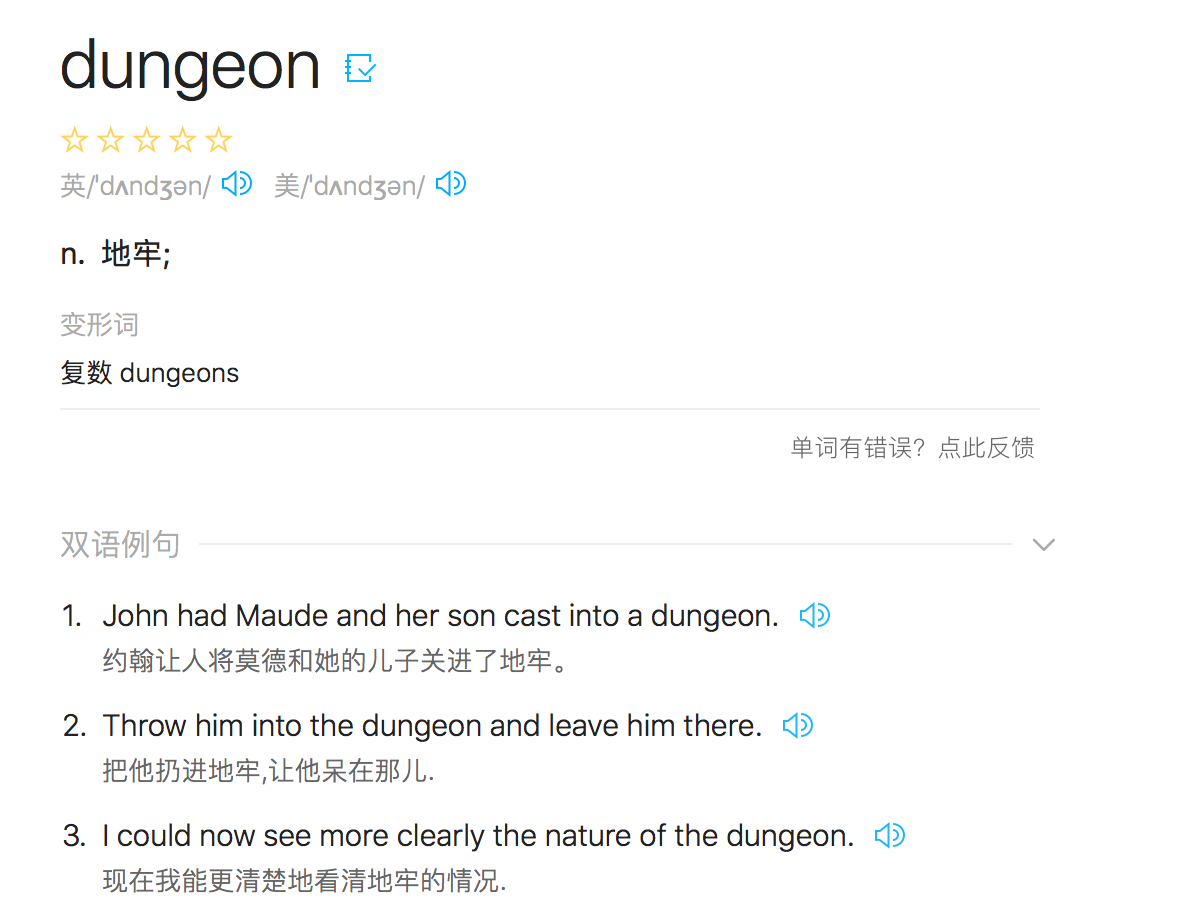 dungeon
英/'dʌndʒən/ 美/'dʌndʒən/
n. 地牢;
变形词
复数 dungeons
单词有错误？点此反馈
双语例句
1. John had Maude and her son cast into a dungeon.
约翰让人将莫德和她的儿子关进了地牢。
2. Throw him into the dungeon and leave him there.
把他扔进地牢,让他呆在那儿.
3. I could now see more clearly the nature of the dungeon.
现在我能更清楚地看清地牢的情况.